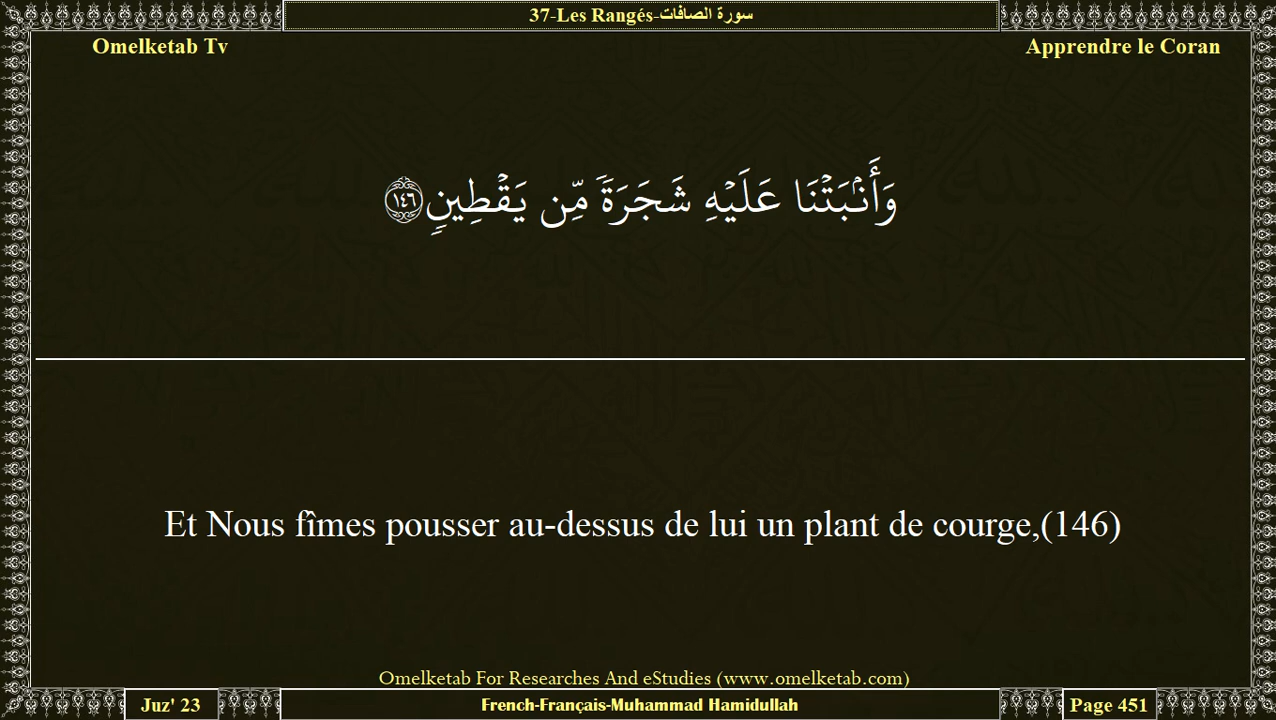 37-Les Rangés-سورة الصافات
Omelketab Tv
Apprendre le Coran
وَأَنۢبَتۡنَا عَلَيۡهِ شَجَرَةٗ مِّن يَقۡطِينٖ ١٤٦
Et Nous fîmes pousser au-dessus de lui un plant de courge,(146)
Omelketab For Researches And eStudies (www.omelketab.com)
Juz' 23
French-Français-Muhammad Hamidullah
Page 451